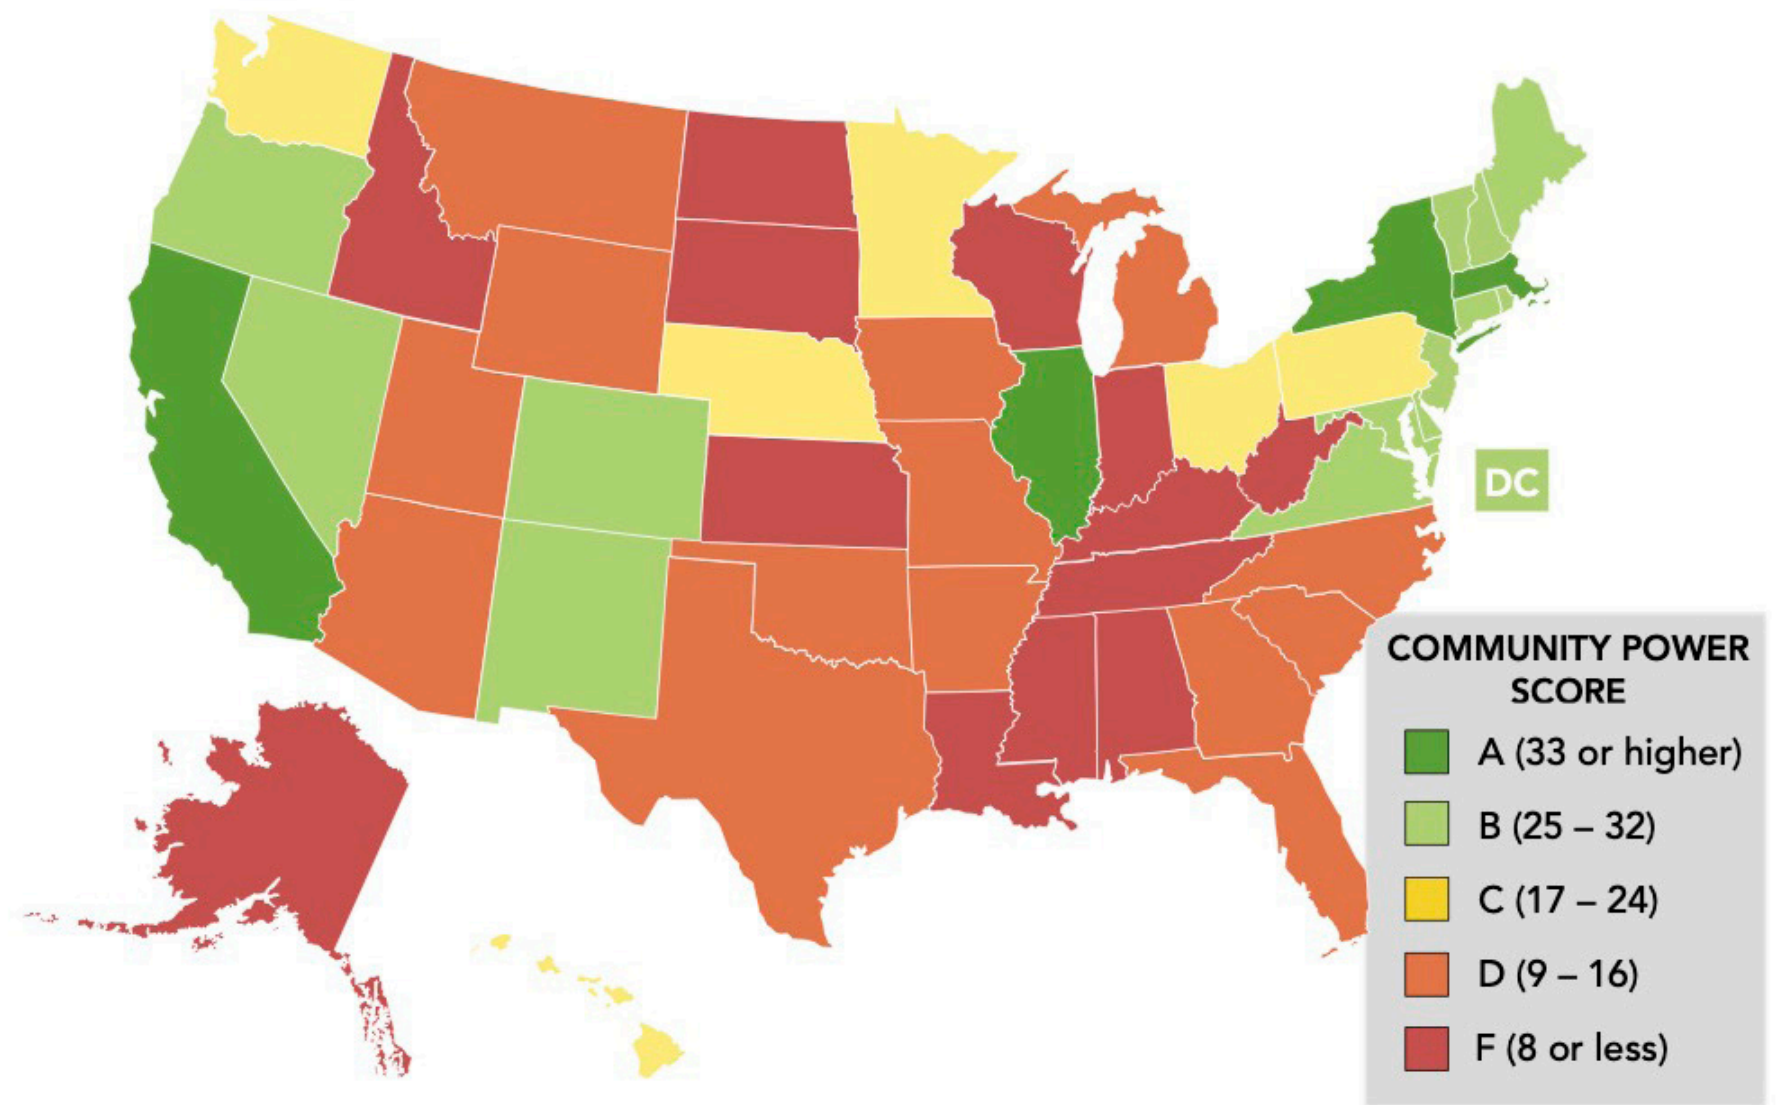 DC
COMMUNITY POWER
SCORE
A (33 or higher)
B (25 – 32)
C (17 – 24)
D (9 – 16)
F (8 or less)